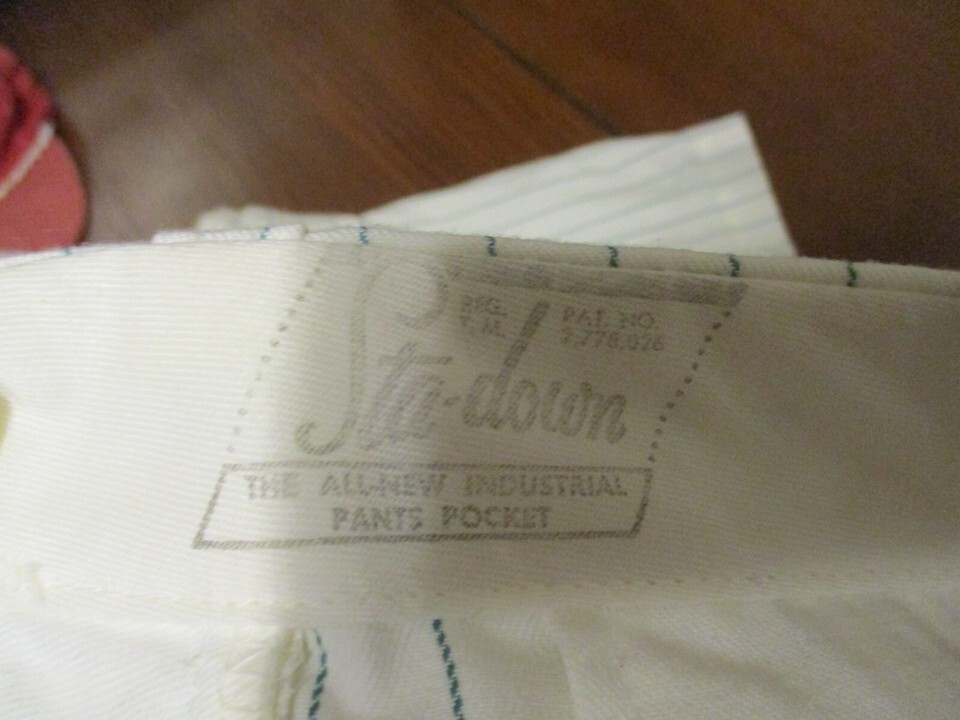 REG. T.M.
PAT. NO. 2,778,026
Sta-down
THE ALL-NEW INDUSTRIAL
PANTS POCKET